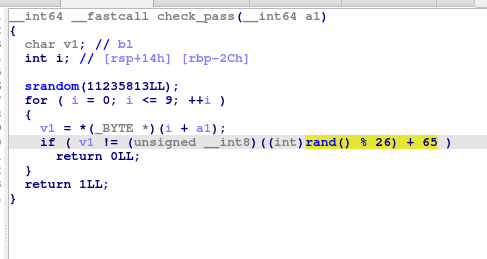 __int64 __fastcall check_pass(__int64 a1)
{
char v1; // bl
int i; // [rsp+14h] [rbp-2Ch]
srandom(11235813LL);
for ( i = 0; i <= 9; ++i )
{
v1 = *(_BYTE *)(i + a1);
if ( v1 != (unsigned __int8)((int)rand() % 26) + 65 )
return 0LL;
}
return 1LL;
}